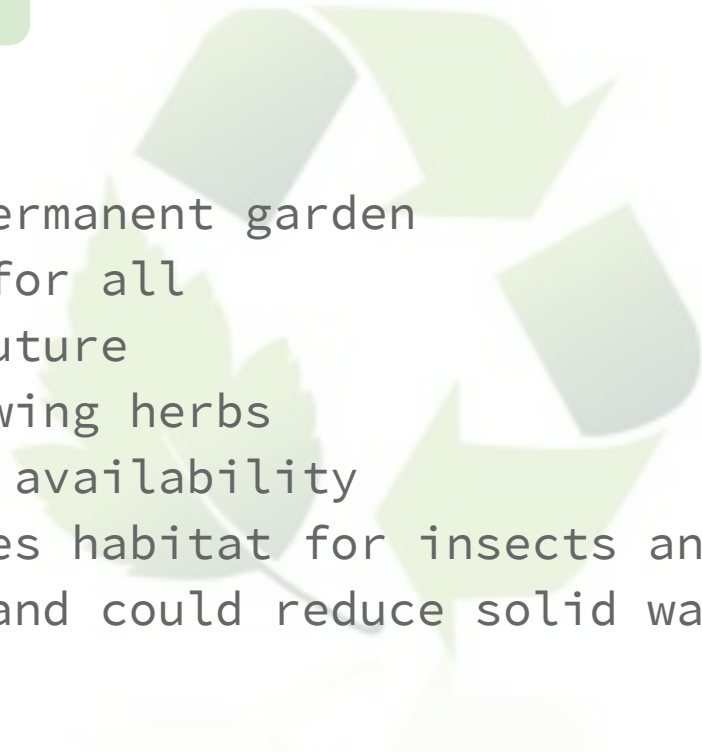 ermanent garden
for all
uture
wing herbs
availability
es habitat for insects an
and could reduce solid wa